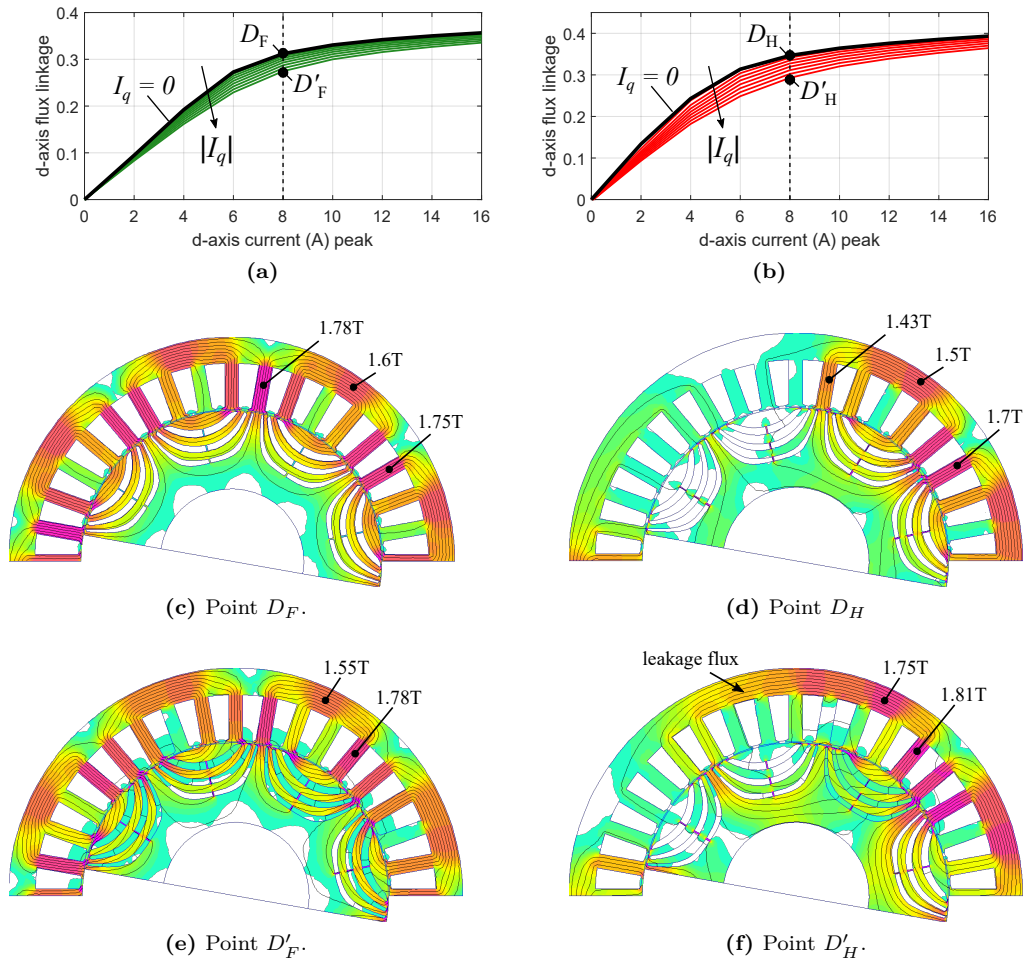 d-axis flux linkage
0.4
0.3
0.2
0.1
0
0 2 4 6 8 10 12 14 16
d-axis current (A) peak
D_F
D'_F
I_q = 0
|I_q|
(a)
d-axis flux linkage
0.4
0.3
0.2
0.1
0
0 2 4 6 8 10 12 14 16
d-axis current (A) peak
D_H
D'_H
I_q = 0
|I_q|
(b)
1.78T
1.6T
1.75T
(c) Point D_F.
1.43T
1.5T
1.7T
(d) Point D_H
1.55T
1.78T
(e) Point D'_F.
leakage flux
1.75T
1.81T
(f) Point D'_H.